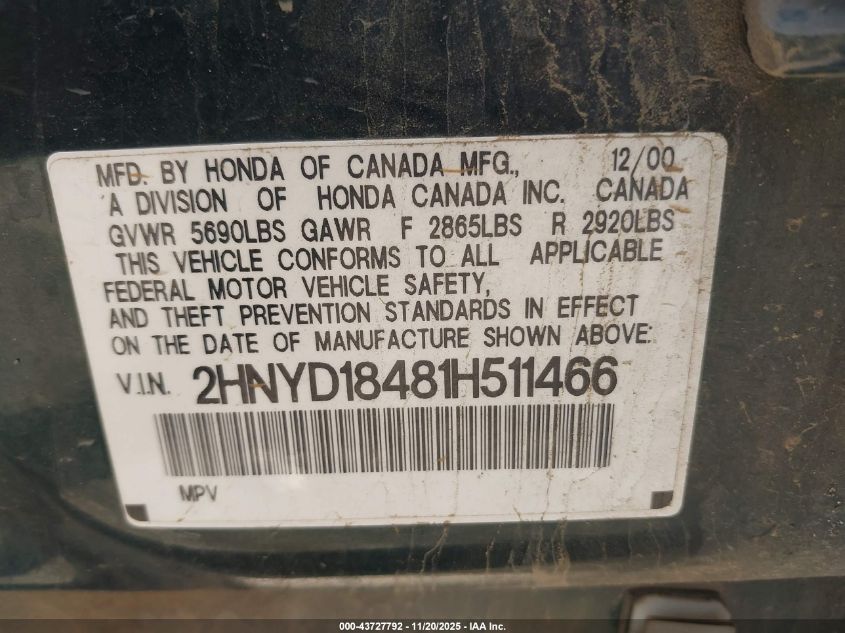 MFD. BY HONDA OF CANADA MFG., 12/00
A DIVISION OF HONDA CANADA INC. CANADA
GVWR 5690LBS GAWR F 2865LBS R 2920LBS
THIS VEHICLE CONFORMS TO ALL APPLICABLE
FEDERAL MOTOR VEHICLE SAFETY,
AND THEFT PREVENTION STANDARDS IN EFFECT
ON THE DATE OF MANUFACTURE SHOWN ABOVE:
V.I.N. 2HNYD18481H511466
MPV
000-43727792 - 11/20/2025 - IAA Inc.